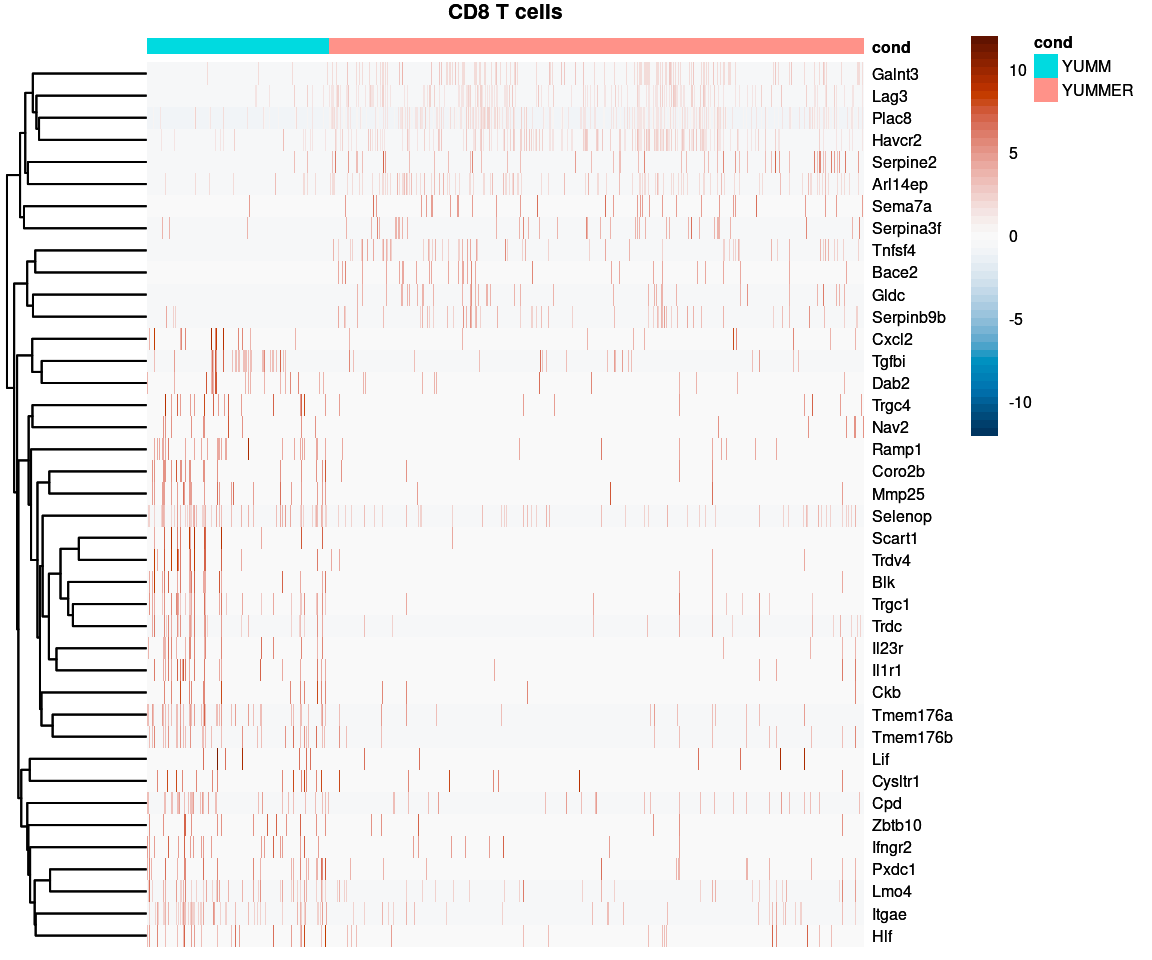 CD8 T cells
cond
Galnt3
Lag3
Plac8
Havcr2
Serpine2
Arl14ep
Sema7a
Serpina3f
Tnfsf4
Bace2
Gldc
Serpinb9b
Cxcl2
Tgfbi
Dab2
Trgc4
Nav2
Ramp1
Coro2b
Mmp25
Selenop
Scart1
Trdv4
Blk
Trgc1
Trdc
Il23r
Il1r1
Ckb
Tmem176a
Tmem176b
Lif
Cysltr1
Cpd
Zbtb10
Ifngr2
Pxdc1
Lmo4
Itgae
Hlf
10
5
0
-5
-10
cond
YUMM
YUMMER